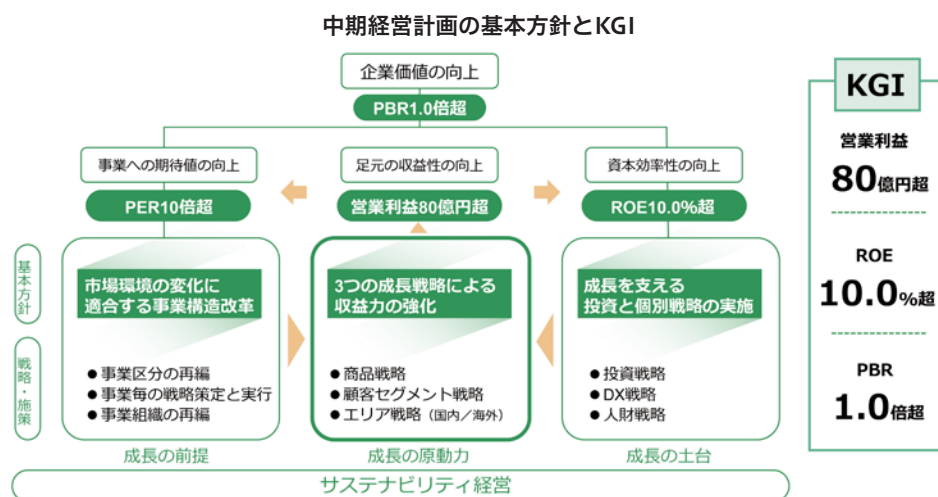 中期経営計画の基本方針とKGI
企業価値の向上
PBR1.0倍超
事業への期待値の向上
足元の収益性の向上
資本効率性の向上
PER10倍超
営業利益80億円超
ROE10.0%超
基本方針
市場環境の変化に
適合する事業構造改革
3つの成長戦略による
収益力の強化
成長を支える
投資と個別戦略の実施
戦略・施策
● 事業区分の再編
● 事業毎の戦略策定と実行
● 事業組織の再編
● 商品戦略
● 顧客セグメント戦略
● エリア戦略（国内／海外）
● 投資戦略
● DX戦略
● 人財戦略
成長の前提
成長の原動力
成長の土台
サステナビリティ経営
KGI
営業利益
80億円超
ROE
10.0%超
PBR
1.0倍超